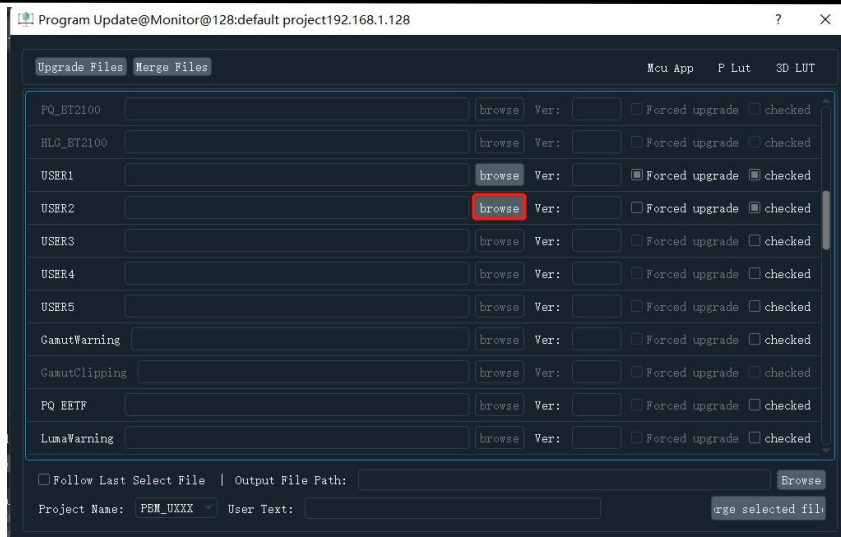 Program Update@Monitor@128:default project192.168.1.128 ? ×
Upgrade Files Merge Files Mcu App P Lut 3D LUT
PQ_BT2100 browse Ver: Forced upgrade checked
HLG_BT2100 browse Ver: Forced upgrade checked
USER1 browse Ver: Forced upgrade checked
USER2 browse Ver: Forced upgrade checked
USER3 browse Ver: Forced upgrade checked
USER4 browse Ver: Forced upgrade checked
USER5 browse Ver: Forced upgrade checked
GamutWarning browse Ver: Forced upgrade checked
GamutClipping browse Ver: Forced upgrade checked
PQ EETF browse Ver: Forced upgrade checked
LumaWarning browse Ver: Forced upgrade checked
Follow Last Select File | Output File Path: Browse
Project Name: PBM_UXXX User Text: rge selected fil